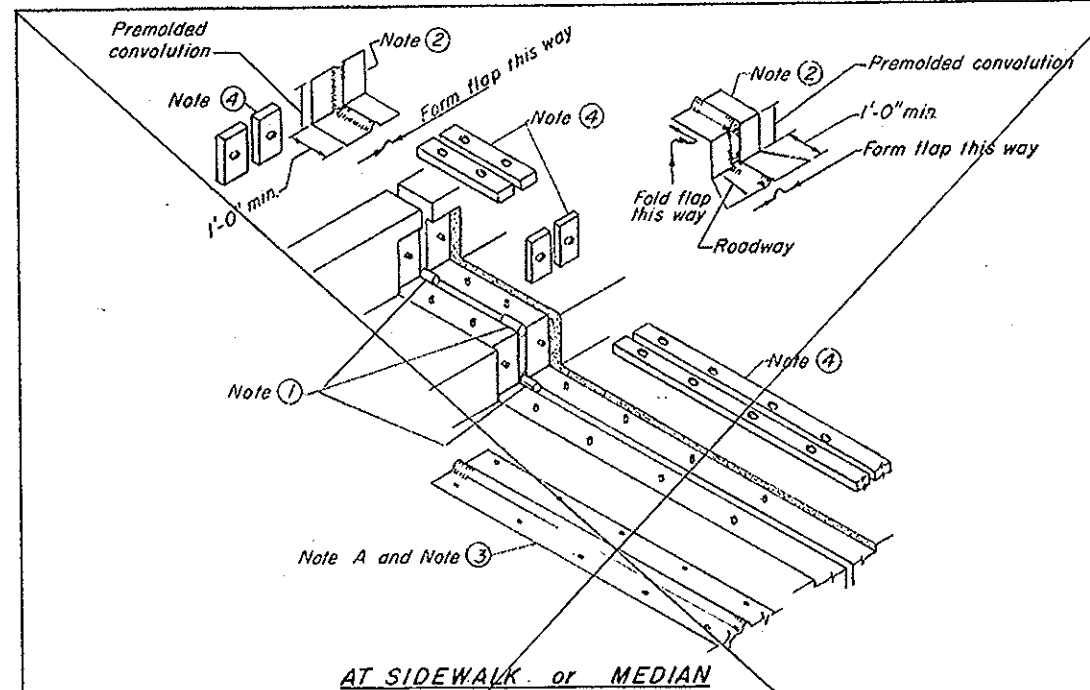 Premolded
convolution
Note ②
Form flap this way
Note ④
1'-0" min.
Note ④
Note ②
Premolded convolution
1'-0" min.
Form flap this way
Fold flap
this way
Roadway
Note ①
Note ④
Note A and Note ③
AT SIDEWALK or MEDIAN